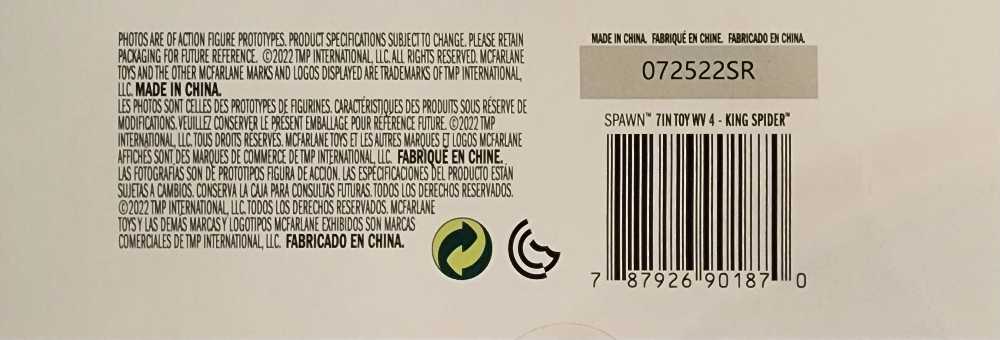 PHOTOS ARE OF ACTION FIGURE PROTOTYPES. PRODUCT SPECIFICATIONS SUBJECT TO CHANGE. PLEASE RETAIN
PACKAGING FOR FUTURE REFERENCE. ©2022 TMP INTERNATIONAL, LLC. ALL RIGHTS RESERVED. MCFARLANE
TOYS AND THE OTHER MCFARLANE MARKS AND LOGOS DISPLAYED ARE TRADEMARKS OF TMP INTERNATIONAL,
LLC. MADE IN CHINA.
LES PHOTOS SONT CELLES DES PROTOTYPES DE FIGURINES. CARACTÉRISTIQUES DES PRODUITS SOUS RÉSERVE DE
MODIFICATIONS. VEUILLEZ CONSERVER LE PRÉSENT EMBALLAGE POUR RÉFÉRENCE FUTURE. ©2022 TMP
INTERNATIONAL, LLC. TOUS DROITS RÉSERVÉS. MCFARLANE TOYS ET LES AUTRES MARQUES ET LOGOS MCFARLANE
AFFICHÉS SONT DES MARQUES DE COMMERCE DE TMP INTERNATIONAL, LLC. FABRIQUÉ EN CHINE.
LAS FOTOGRAFÍAS SON DE PROTOTIPOS FIGURA DE ACCIÓN. LAS ESPECIFICACIONES DEL PRODUCTO ESTÁN
SUJETAS A CAMBIOS. CONSERVA LA CAJA PARA CONSULTAS FUTURAS. TODOS LOS DERECHOS RESERVADOS.
©2022 TMP INTERNATIONAL, LLC. TODOS LOS DERECHOS RESERVADOS. MCFARLANE
TOYS Y LAS DEMÁS MARCAS Y LOGOTIPOS MCFARLANE EXHIBIDOS SON MARCAS
COMERCIALES DE TMP INTERNATIONAL, LLC. FABRICADO EN CHINA.
MADE IN CHINA. FABRIQUÉ EN CHINE. FABRICADO EN CHINA.
072522SR
SPAWN™ 7IN TOY WV 4 - KING SPIDER™
7 87926 90187 0